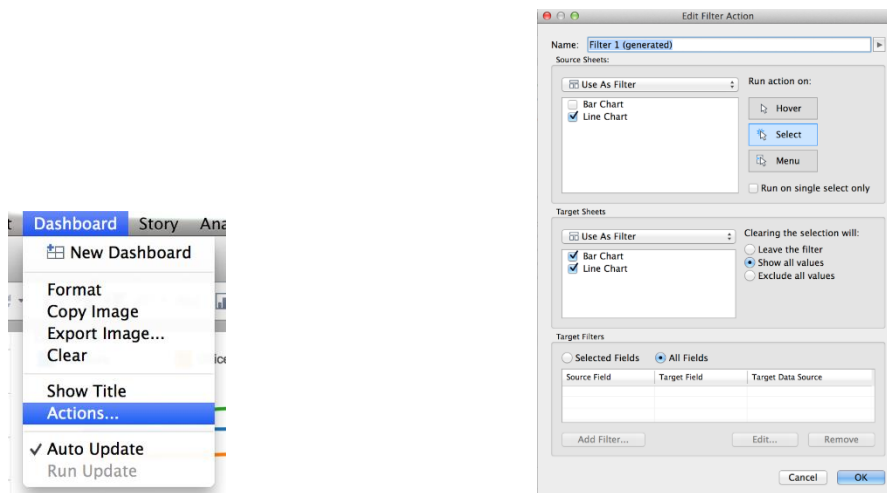 Dashboard Story Ana
New Dashboard
Format
Copy Image
Export Image...
Clear
Show Title
Actions...
✓ Auto Update
Run Update
Edit Filter Action
Name: Filter 1 (generated)
Source Sheets:
Use As Filter
Bar Chart
Line Chart
Run action on:
Hover
Select
Menu
Run on single select only
Target Sheets
Use As Filter
Bar Chart
Line Chart
Clearing the selection will:
Leave the filter
Show all values
Exclude all values
Target Filters
Selected Fields All Fields
Source Field Target Field Target Data Source
Add Filter... Edit... Remove
Cancel OK